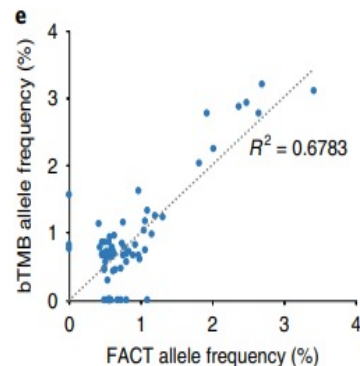 e
4
3
2
1
0
bTMB allele frequency (%)
R² = 0.6783
0 1 2 3 4
FACT allele frequency (%)